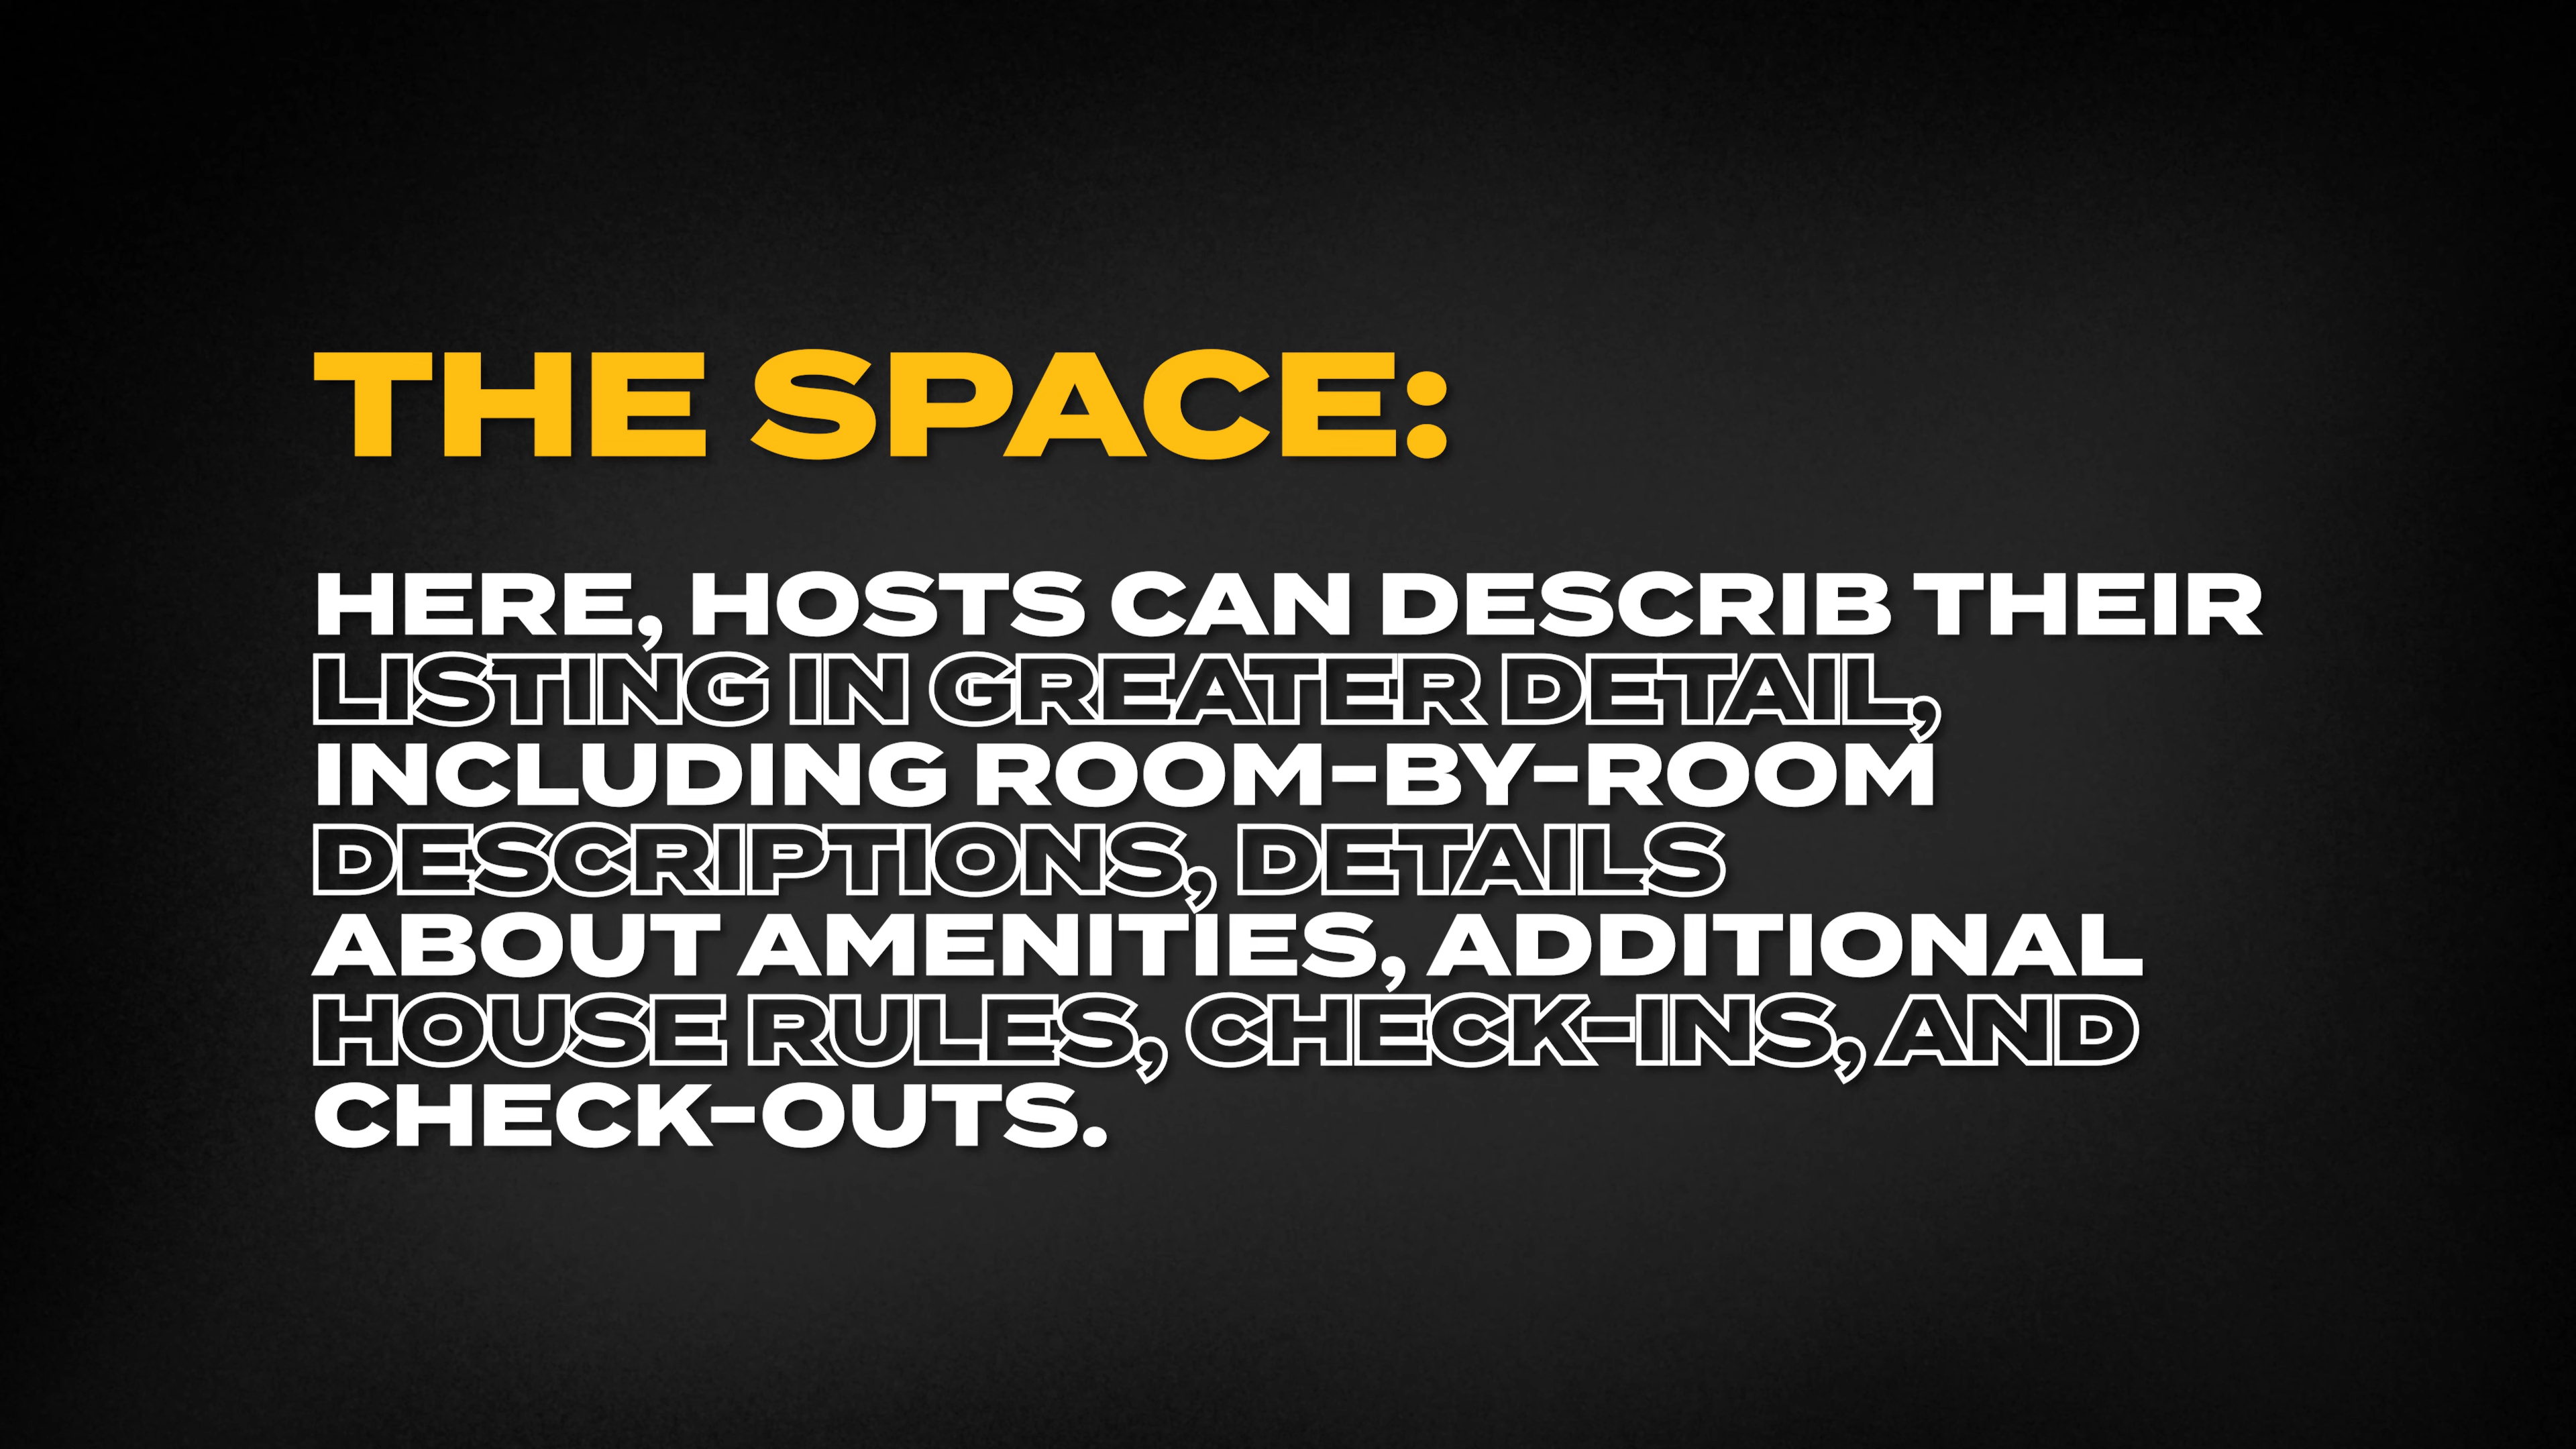 THE SPACE:
HERE, HOSTS CAN DESCRIB THEIR
LISTING IN GREATER DETAIL,
INCLUDING ROOM-BY-ROOM
DESCRIPTIONS, DETAILS
ABOUT AMENITIES, ADDITIONAL
HOUSE RULES, CHECK-INS, AND
CHECK-OUTS.